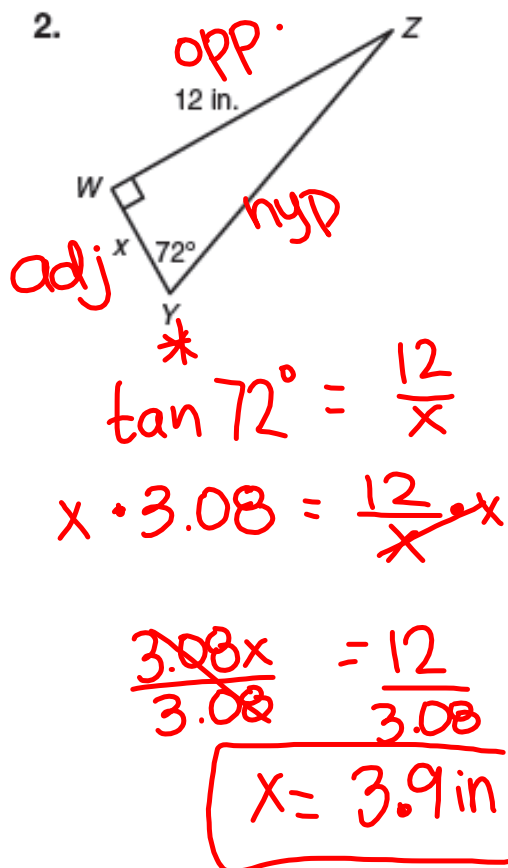 2.
opp.
Z
12 in.
W
hyp
adj
x
72°
Y
*
tan 72° = 12/x
x · 3.08 = 12/x · x
3.08x/3.08 = 12/3.08
x = 3.9 in